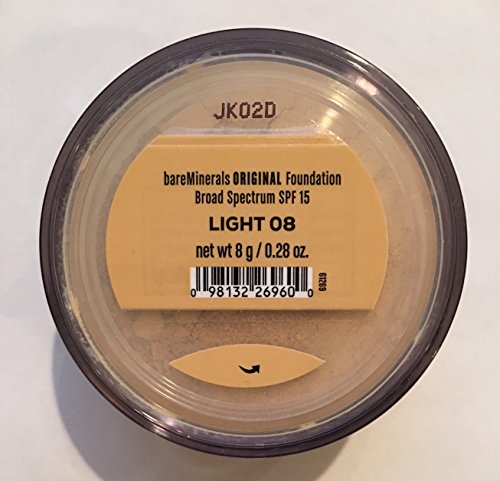 JK02D
bareMinerals ORIGINAL Foundation
Broad Spectrum SPF 15
LIGHT 08
net wt 8 g / 0.28 oz.
0 98132 26960 0
61269